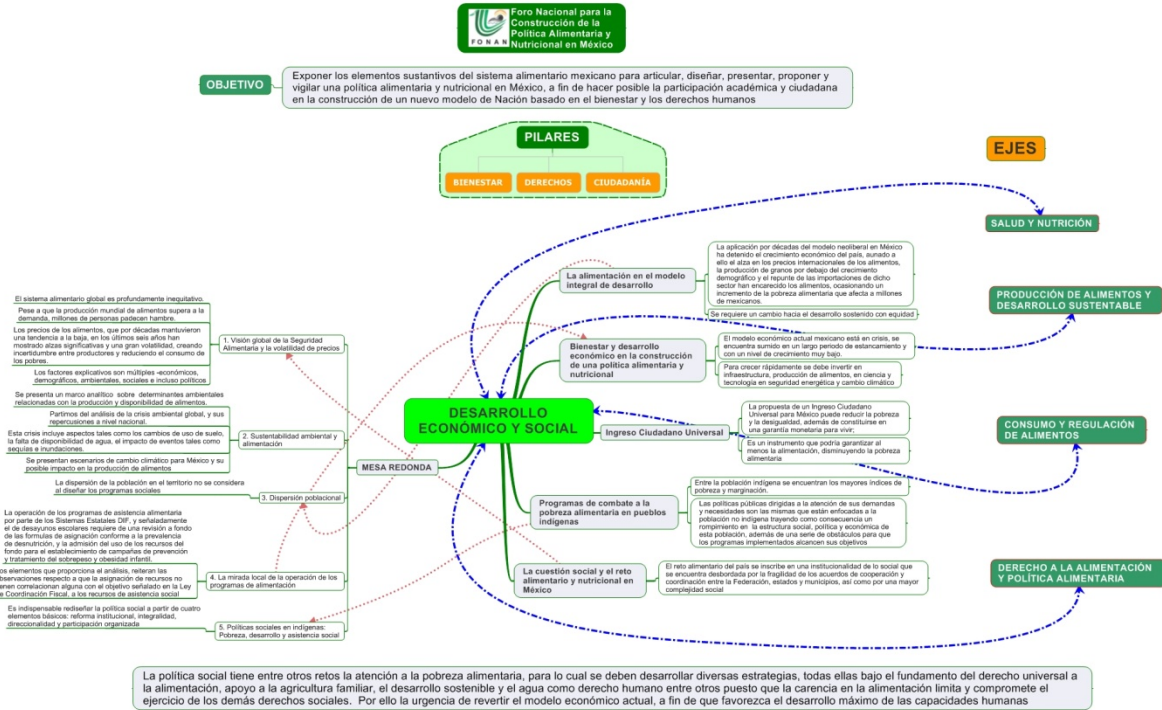 Foro Nacional para la
Construcción de la
Política Alimentaria y
Nutricional en México
FONAN
OBJETIVO
Exponer los elementos sustantivos del sistema alimentario mexicano para articular, diseñar, presentar, proponer y
vigilar una política alimentaria y nutricional en México, a fin de hacer posible la participación académica y ciudadana
en la construcción de un nuevo modelo de Nación basado en el bienestar y los derechos humanos
PILARES
BIENESTAR
DERECHOS
CIUDADANÍA
EJES
SALUD Y NUTRICIÓN
PRODUCCIÓN DE ALIMENTOS Y
DESARROLLO SUSTENTABLE
CONSUMO Y REGULACIÓN
DE ALIMENTOS
DERECHO A LA ALIMENTACIÓN
Y POLÍTICA ALIMENTARIA
DESARROLLO
ECONÓMICO Y SOCIAL
La alimentación en el modelo
integral de desarrollo
La aplicación por décadas del modelo neoliberal en México
ha detenido el crecimiento económico del país, aunado a
ello el alza en los precios internacionales de los alimentos,
la producción de granos por debajo del crecimiento
demográfico y el repunte de las importaciones de dicho
sector han encarecido los alimentos, ocasionando un
incremento de la pobreza alimentaria que afecta a millones
de mexicanos.
Se requiere un cambio hacia el desarrollo sostenido con equidad
Bienestar y desarrollo
económico en la construcción
de una política alimentaria y
nutricional
El modelo económico actual mexicano está en crisis, se
encuentra sumido en un largo periodo de estancamiento y
con un nivel de crecimiento muy bajo.
Para crecer rápidamente se debe invertir en
infraestructura, producción de alimentos, en ciencia y
tecnología en seguridad energética y cambio climático
Ingreso Ciudadano Universal
La propuesta de un Ingreso Ciudadano
Universal para México puede reducir la pobreza
y la desigualdad, además de constituirse en
una garantía monetaria para vivir;
Es un instrumento que podría garantizar al
menos la alimentación, disminuyendo la pobreza
alimentaria
Programas de combate a la
pobreza alimentaria en pueblos
indígenas
Entre la población indígena se encuentran los mayores índices de
pobreza y marginación.
Las políticas públicas dirigidas a la atención de sus demandas
y necesidades son las mismas que están enfocadas a la
población no indígena trayendo como consecuencia un
rompimiento en la estructura social, política y económica de
esta población, además de una serie de obstáculos para que
los programas implementados alcancen sus objetivos
La cuestión social y el reto
alimentario y nutricional en
México
El reto alimentario del país se inscribe en una institucionalidad de lo social que
se encuentra desbordada por la fragilidad de los acuerdos de cooperación y
coordinación entre la Federación, estados y municipios, así como por una mayor
complejidad social
MESA REDONDA
1. Visión global de la Seguridad
Alimentaria y la volatilidad de precios
El sistema alimentario global es profundamente inequitativo.
Pese a que la producción mundial de alimentos supera a la
demanda, millones de personas padecen hambre.
Los precios de los alimentos, que por décadas mantuvieron
una tendencia a la baja, en los últimos seis años han
mostrado alzas significativas y una gran volatilidad, creando
incertidumbre entre productores y reduciendo el consumo de
los pobres.
Los factores explicativos son múltiples -económicos,
demográficos, ambientales, sociales e incluso políticos
2. Sustentabilidad ambiental y
alimentación
Se presenta un marco analítico sobre determinantes ambientales
relacionadas con la producción y disponibilidad de alimentos.
Partimos del análisis de la crisis ambiental global, y sus
repercusiones a nivel nacional.
Esta crisis incluye aspectos tales como los cambios de uso de suelo,
la falta de disponibilidad de agua, el impacto de eventos tales como
sequías e inundaciones.
Se presentan escenarios de cambio climático para México y su
posible impacto en la producción de alimentos
3. Dispersión poblacional
La dispersión de la población en el territorio no se considera
al diseñar los programas sociales
4. La mirada local de la operación de los
programas de alimentación
La operación de los programas de asistencia alimentaria
por parte de los Sistemas Estatales DIF, y señaladamente
el de desayunos escolares requiere de una revisión a fondo
de las formulas de asignación conforme a la prevalencia
de desnutrición, y la admisión del uso de los recursos del
fondo para el establecimiento de campañas de prevención
y tratamiento del sobrepeso y obesidad infantil.
os elementos que proporciona el análisis, reiteran las
bservaciones respecto a que la asignación de recursos no
enen correlacionan alguna con el objetivo señalado en la Ley
e Coordinación Fiscal, a los recursos de asistencia social
5. Políticas sociales en indígenas:
Pobreza, desarrollo y asistencia social
Es indispensable rediseñar la política social a partir de cuatro
elementos básicos: reforma institucional, integralidad,
direccionalidad y participación organizada
La política social tiene entre otros retos la atención a la pobreza alimentaria, para lo cual se deben desarrollar diversas estrategias, todas ellas bajo el fundamento del derecho universal a
la alimentación, apoyo a la agricultura familiar, el desarrollo sostenible y el agua como derecho humano entre otros puesto que la carencia en la alimentación limita y compromete el
ejercicio de los demás derechos sociales. Por ello la urgencia de revertir el modelo económico actual, a fin de que favorezca el desarrollo máximo de las capacidades humanas